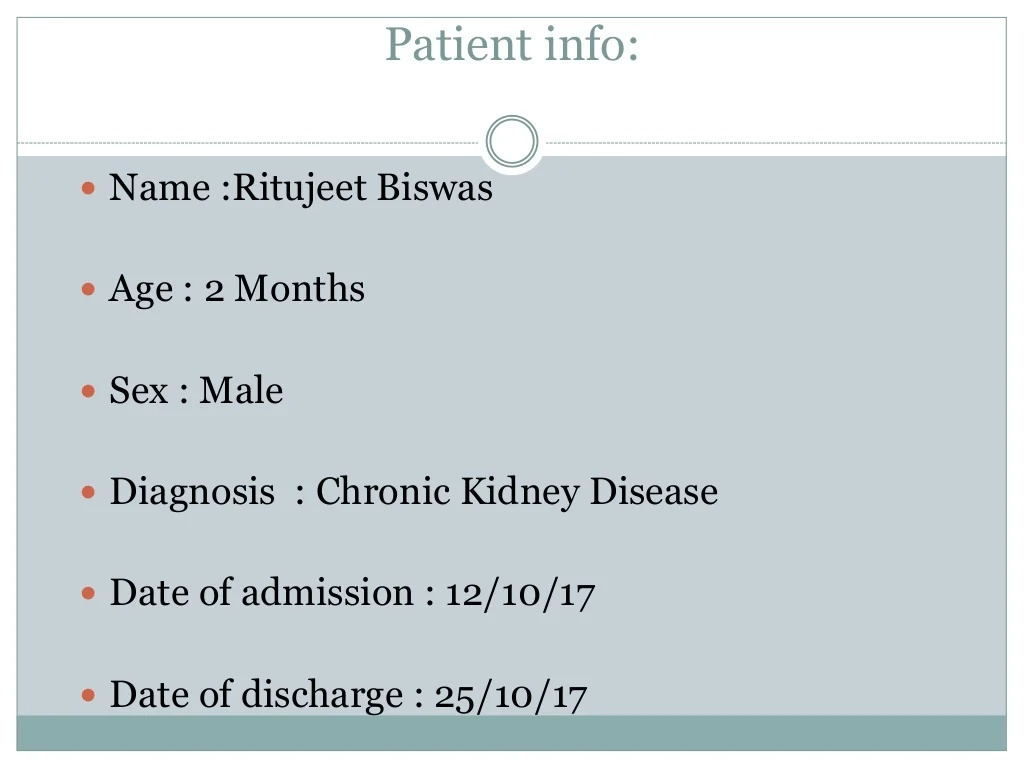 Patient info:
Name :Ritujeet Biswas
Age : 2 Months
Sex : Male
Diagnosis  : Chronic Kidney Disease
Date of admission : 12/10/17
Date of discharge : 25/10/17